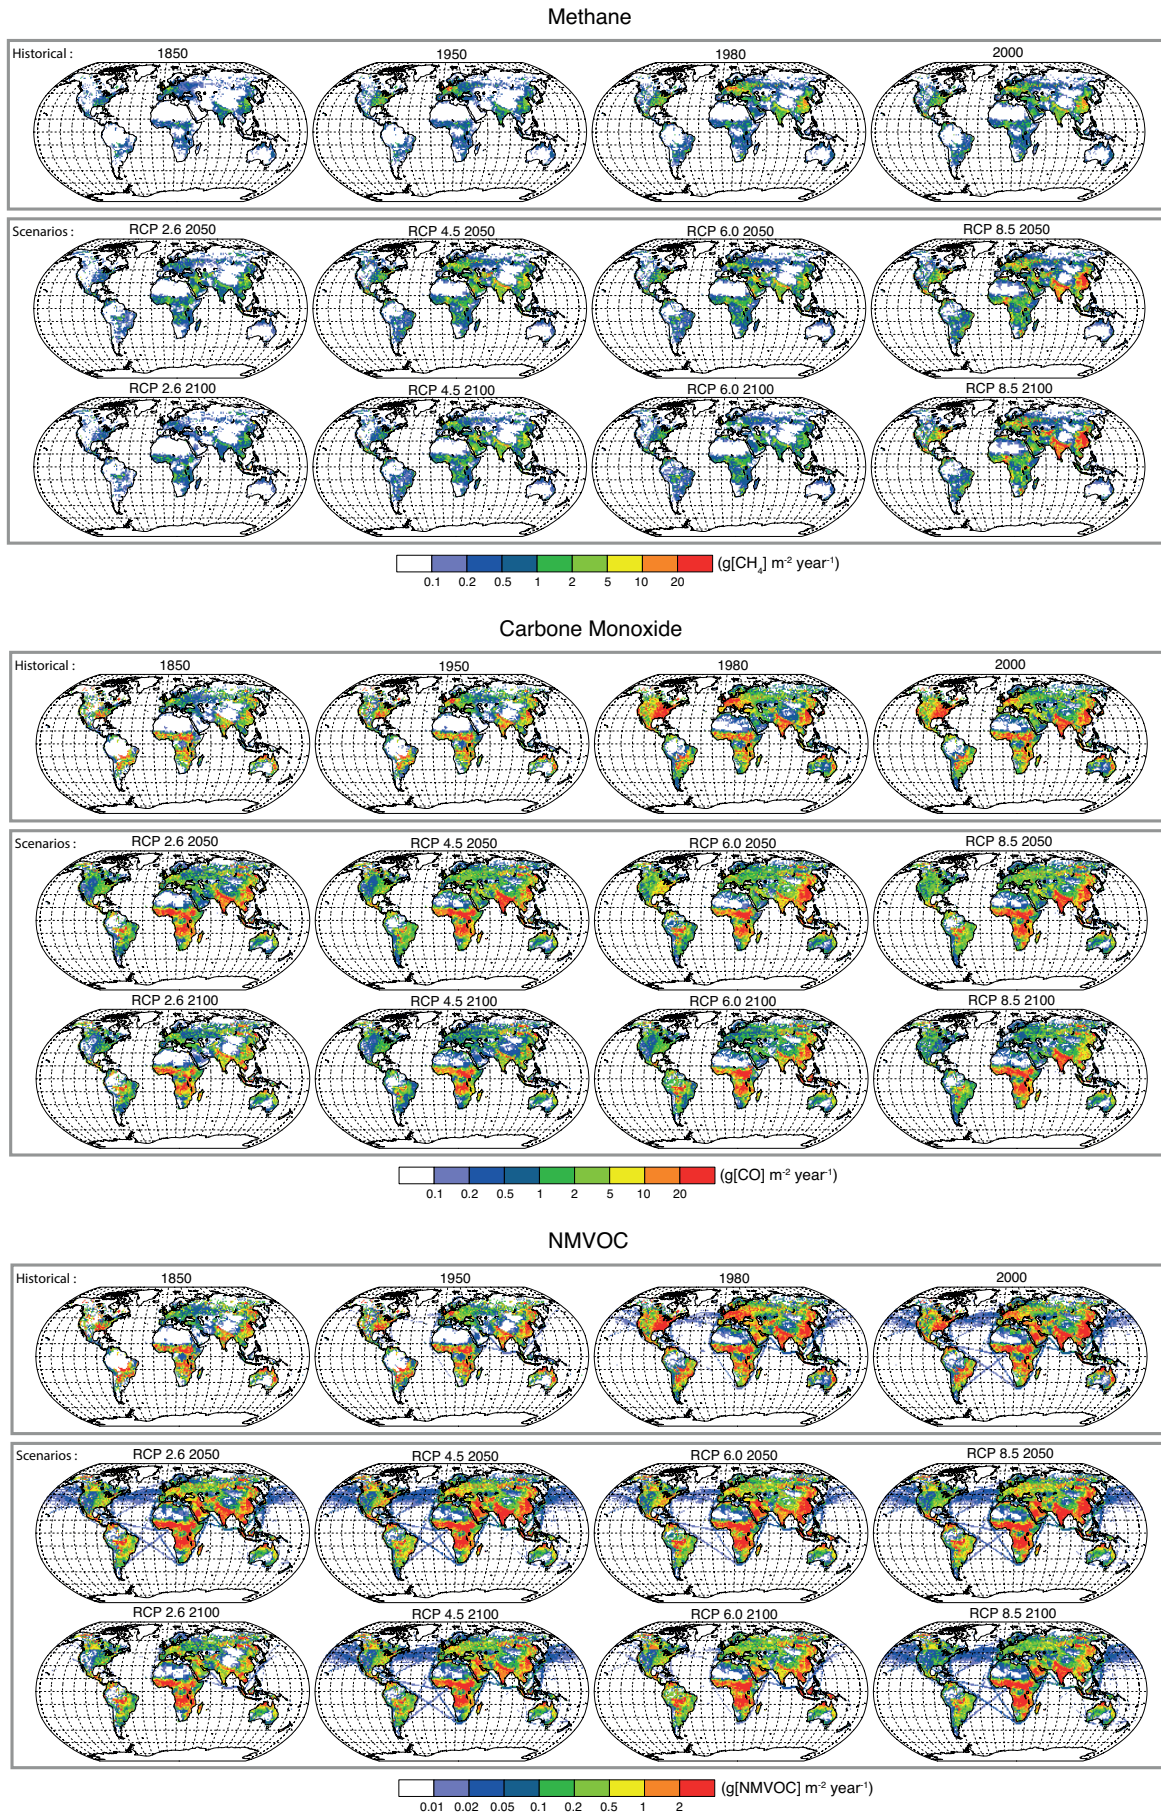 Methane
Historical :
1850 1950 1980 2000
Scenarios :
RCP 2.6 2050 RCP 4.5 2050 RCP 6.0 2050 RCP 8.5 2050
RCP 2.6 2100 RCP 4.5 2100 RCP 6.0 2100 RCP 8.5 2100
(g[CH₄] m⁻² year⁻¹)
0.1 0.2 0.5 1 2 5 10 20
Carbone Monoxide
Historical :
1850 1950 1980 2000
Scenarios :
RCP 2.6 2050 RCP 4.5 2050 RCP 6.0 2050 RCP 8.5 2050
RCP 2.6 2100 RCP 4.5 2100 RCP 6.0 2100 RCP 8.5 2100
(g[CO] m⁻² year⁻¹)
0.1 0.2 0.5 1 2 5 10 20
NMVOC
Historical :
1850 1950 1980 2000
Scenarios :
RCP 2.6 2050 RCP 4.5 2050 RCP 6.0 2050 RCP 8.5 2050
RCP 2.6 2100 RCP 4.5 2100 RCP 6.0 2100 RCP 8.5 2100
(g[NMVOC] m⁻² year⁻¹)
0.01 0.02 0.05 0.1 0.2 0.5 1 2